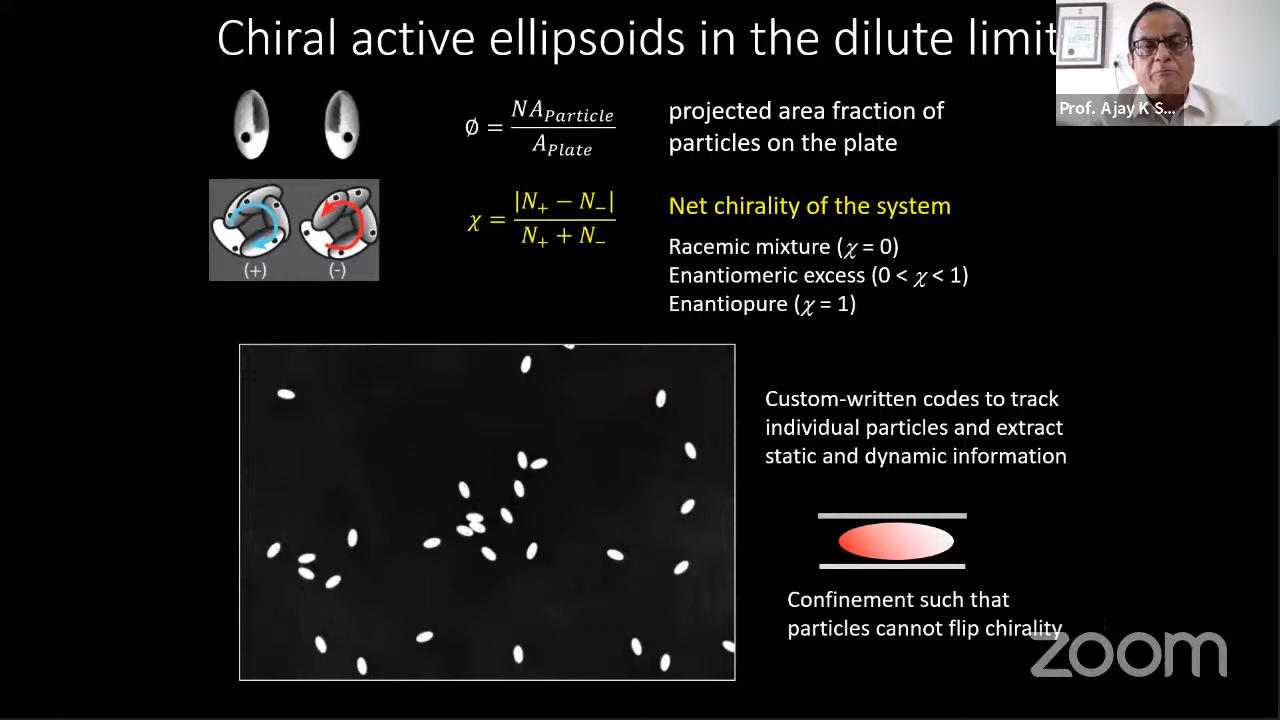 Chiral active ellipsoids in the dilute limit
Prof. Ajay K S...
∅ = NA_Particle / A_Plate
projected area fraction of
particles on the plate
χ = |N₊ − N₋| / N₊ + N₋
Net chirality of the system
Racemic mixture (χ = 0)
Enantiomeric excess (0 < χ < 1)
Enantiopure (χ = 1)
(+) (-)
Custom-written codes to track
individual particles and extract
static and dynamic information
Confinement such that
particles cannot flip chirality
zoom